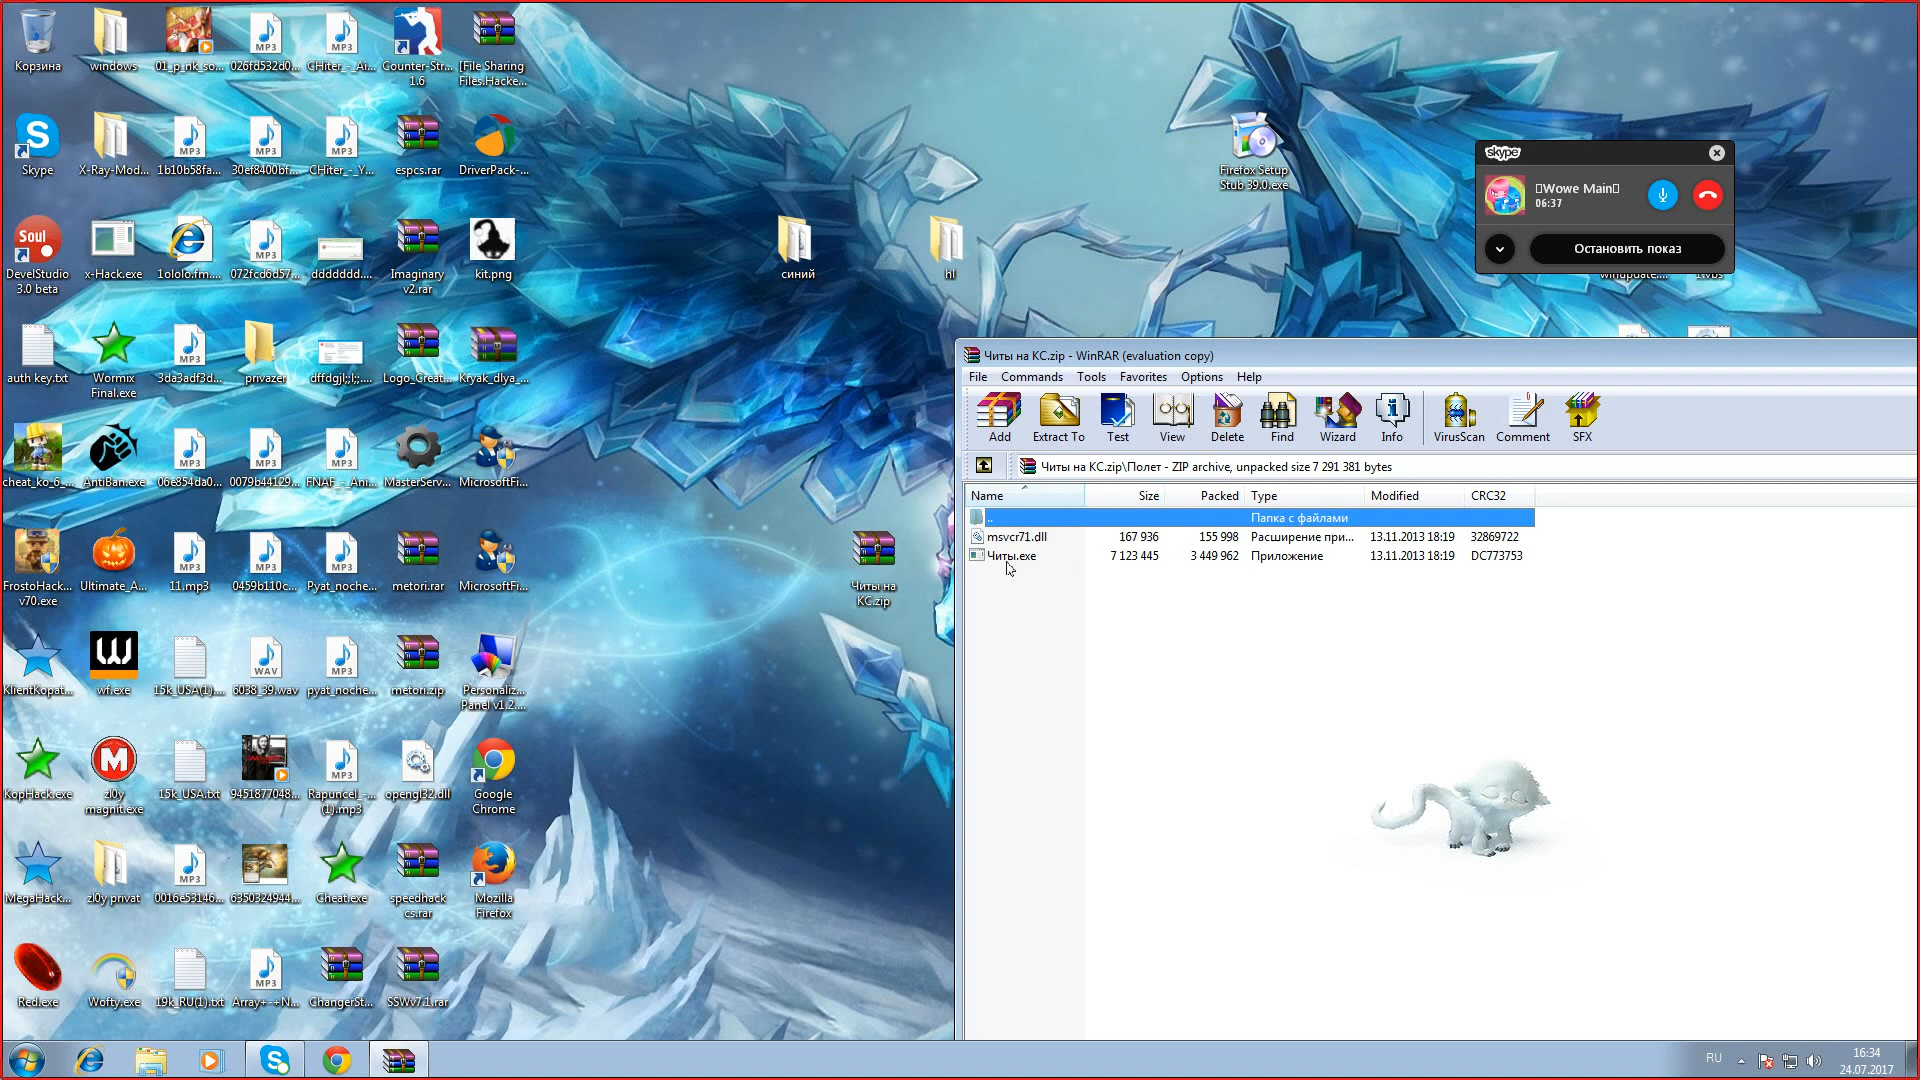 Корзина
windows
01_p_nk_so...
026fd532d0...
CHiter_-_Ai...
Counter-Str... 1.6
[File Sharing Files.Hacke...
Skype
X-Ray-Mod...
1b10b58fa...
30ef8400bf...
CHiter_-_Y...
espcs.rar
DriverPack-...
Firefox Setup Stub 39.0.exe
DevelStudio 3.0 beta
x-Hack.exe
1ololo.fm....
072fcd6d57...
ddddddd....
Imaginary v2.rar
kit.png
синий
hl
auth key.txt
Wormix Final.exe
3da3adf3d...
privazer
dffdgjl;;l;;....
Logo_Creat...
Kryak_dlya_...
cheat_ko_6_...
AntiBan.exe
06e854da0...
0079b44129...
FNAF_-_Ani...
MasterServ...
MicrosoftFi...
FrostoHack... v70.exe
Ultimate_A...
11.mp3
0459b110c...
Pyat_noche...
metori.rar
MicrosoftFi...
Читы на КС.zip
KlientKopat...
wf.exe
15k_USA(1)....
6038_39.wav
pyat_noche...
metori.zip
Personaliz... Panel v1.2....
KopHack.exe
zl0y magnit.exe
15k_USA.txt
9451877048...
Rapuncel_-... (1).mp3
opengl32.dll
Google Chrome
MegaHack...
zl0y privat
0016e53146...
6350324944...
Cheat.exe
speedhack cs.rar
Mozilla Firefox
Red.exe
Wofty.exe
19k_RU(1).txt
Array+-+N...
ChangerSt...
SSWv7.1.rar
skype
Wowe Main
06:37
Остановить показ
winupdate....
1.vbs
Читы на КС.zip - WinRAR (evaluation copy)
File Commands Tools Favorites Options Help
Add Extract To Test View Delete Find Wizard Info VirusScan Comment SFX
Читы на КС.zip\Полет - ZIP archive, unpacked size 7 291 381 bytes
Name Size Packed Type Modified CRC32
.. Папка с файлами
msvcr71.dll 167 936 155 998 Расширение при... 13.11.2013 18:19 32869722
Читы.exe 7 123 445 3 449 962 Приложение 13.11.2013 18:19 DC773753
RU
16:34
24.07.2017